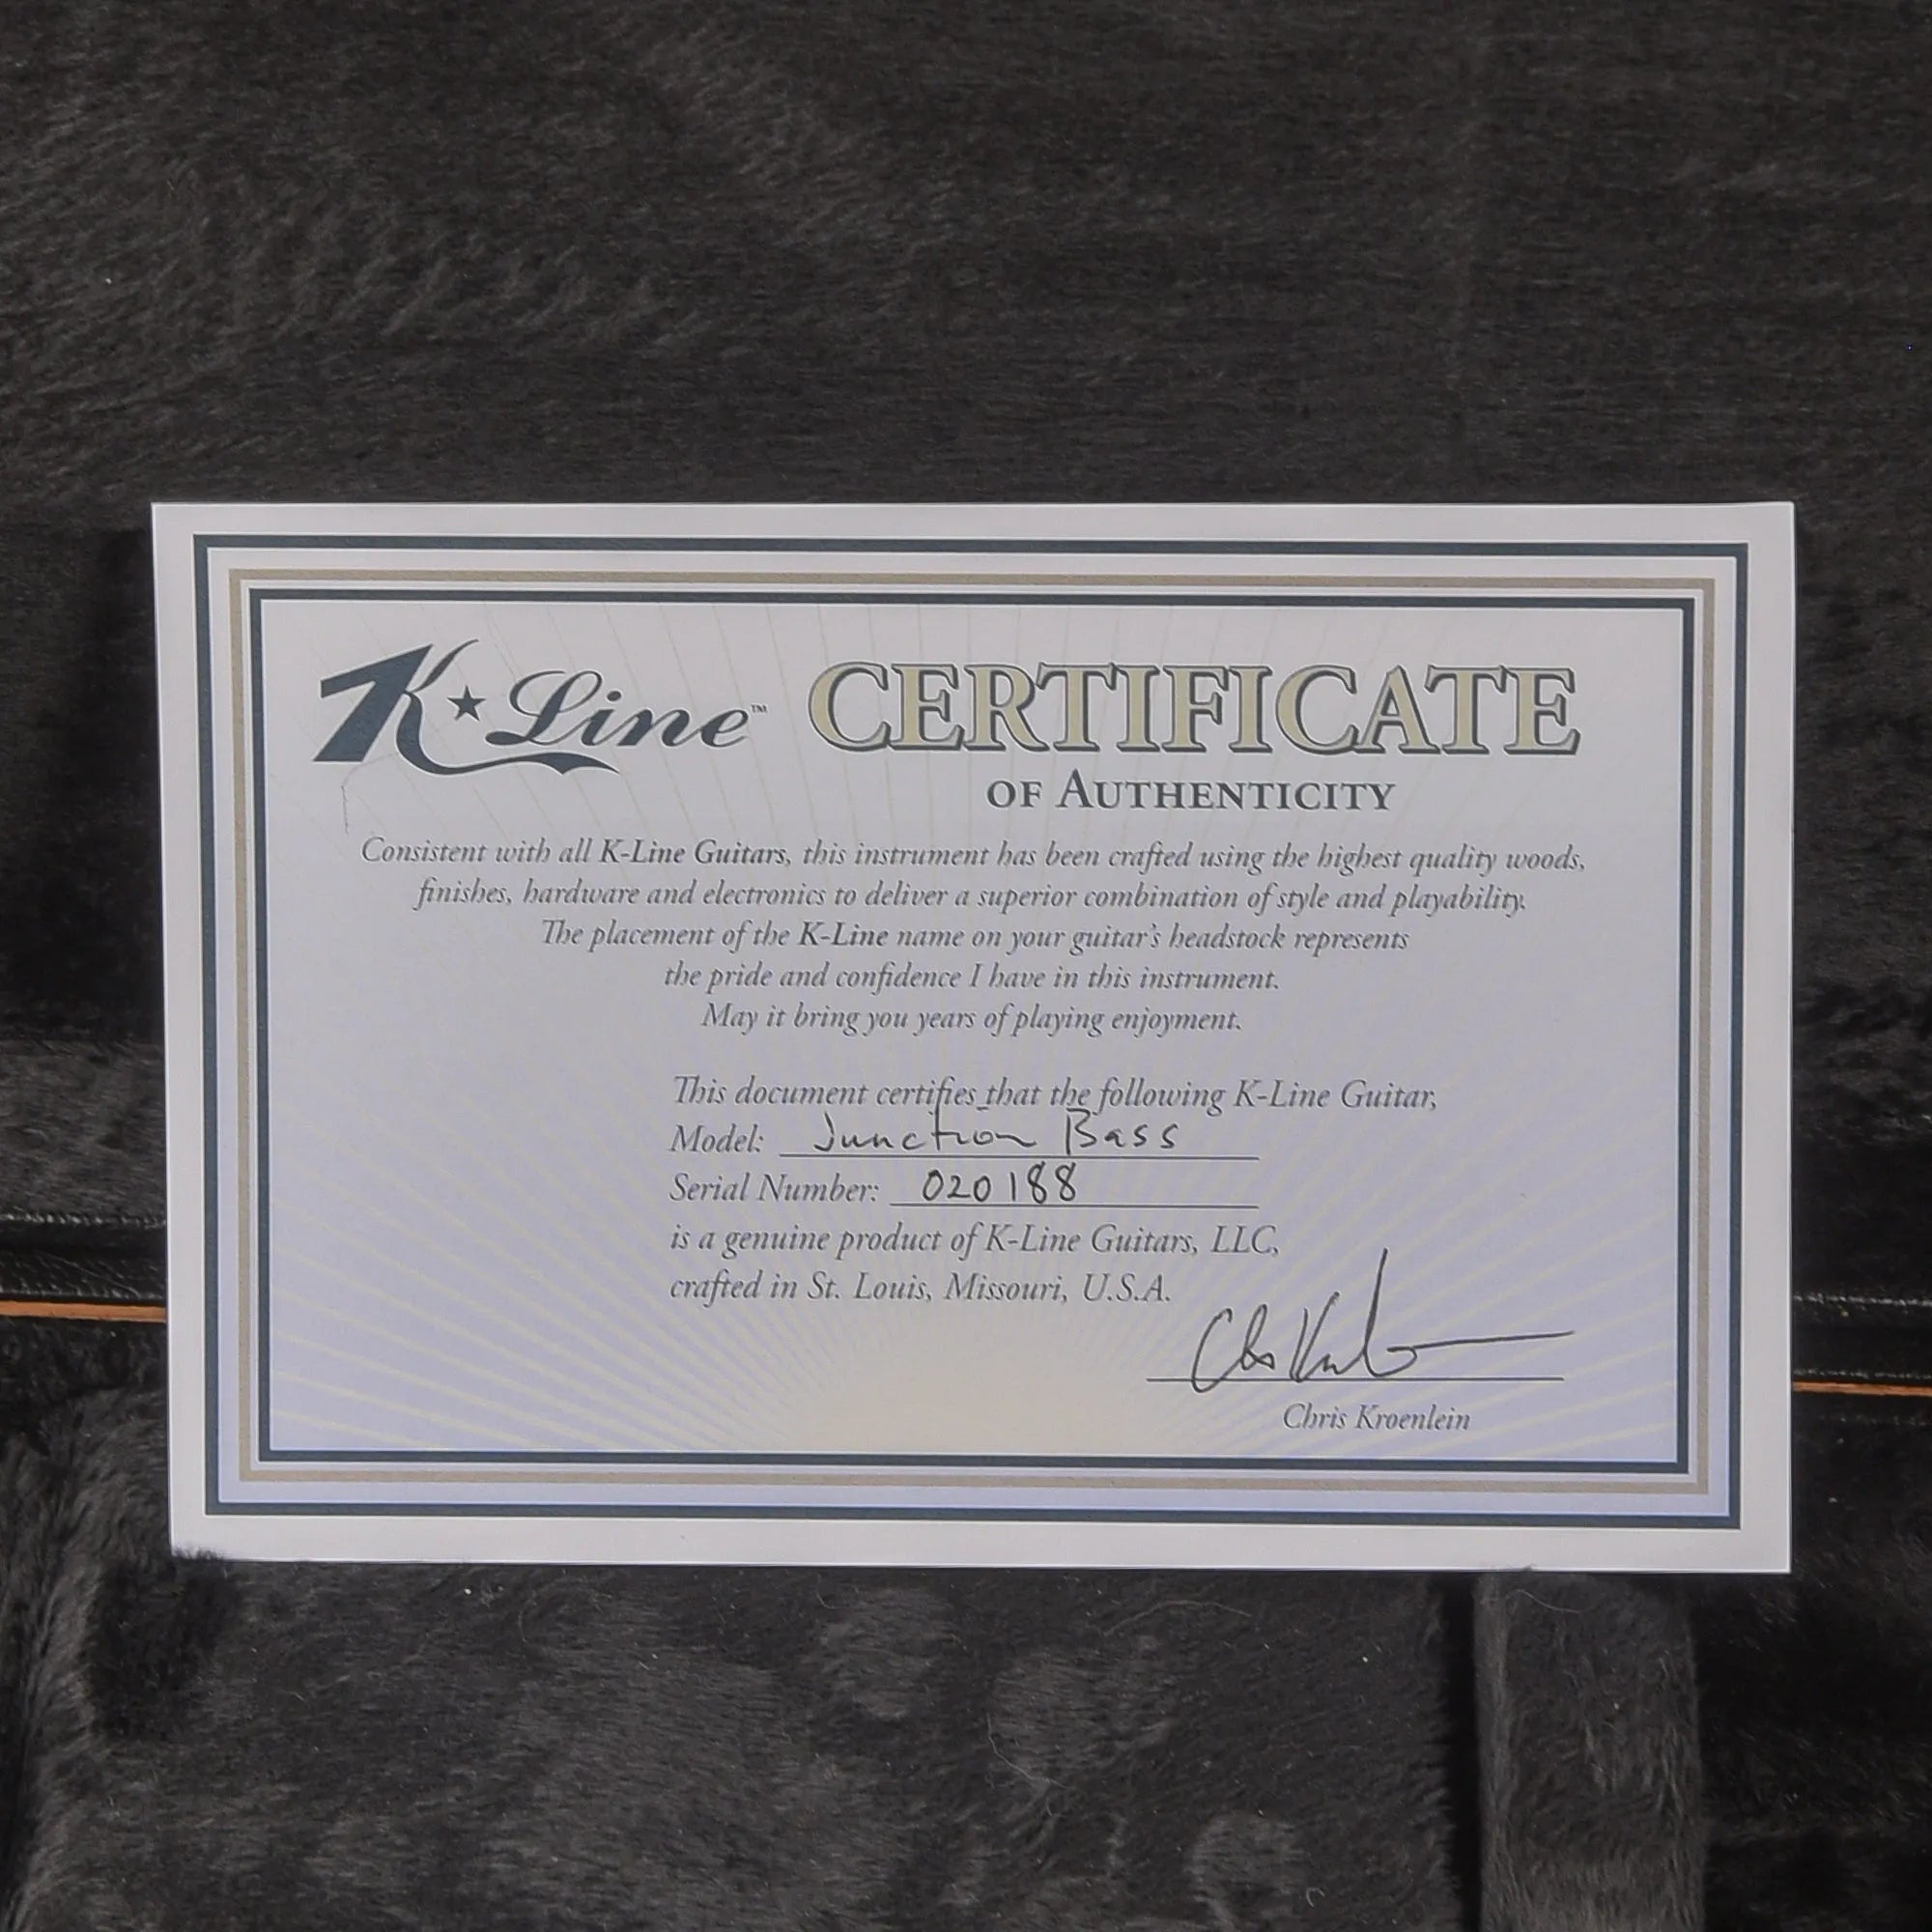 K★Line™ CERTIFICATE
OF AUTHENTICITY
Consistent with all K-Line Guitars, this instrument has been crafted using the highest quality woods,
finishes, hardware and electronics to deliver a superior combination of style and playability.
The placement of the K-Line name on your guitar's headstock represents
the pride and confidence I have in this instrument.
May it bring you years of playing enjoyment.
This document certifies that the following K-Line Guitar,
Model: Junction Bass
Serial Number: 020188
is a genuine product of K-Line Guitars, LLC,
crafted in St. Louis, Missouri, U.S.A.
Chris Kroenlein